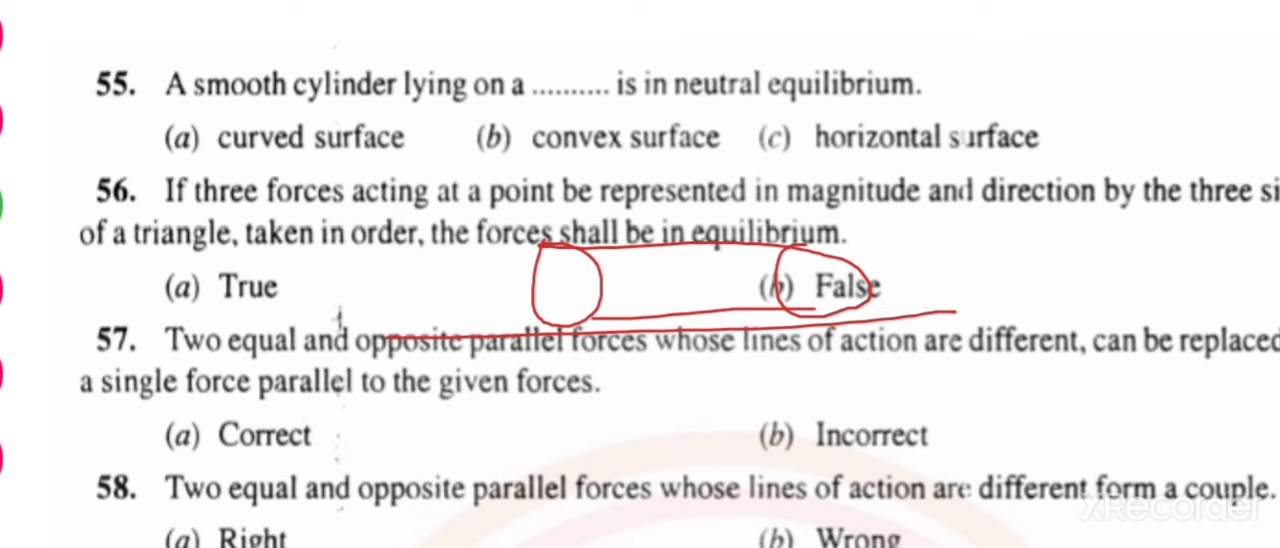 55. A smooth cylinder lying on a .......... is in neutral equilibrium.
(a) curved surface (b) convex surface (c) horizontal surface
56. If three forces acting at a point be represented in magnitude and direction by the three si
of a triangle, taken in order, the forces shall be in equilibrium.
(a) True (b) False
57. Two equal and opposite parallel forces whose lines of action are different, can be replaced
a single force parallel to the given forces.
(a) Correct (b) Incorrect
58. Two equal and opposite parallel forces whose lines of action are different form a couple.
XRecorder
(a) Right (b) Wrong